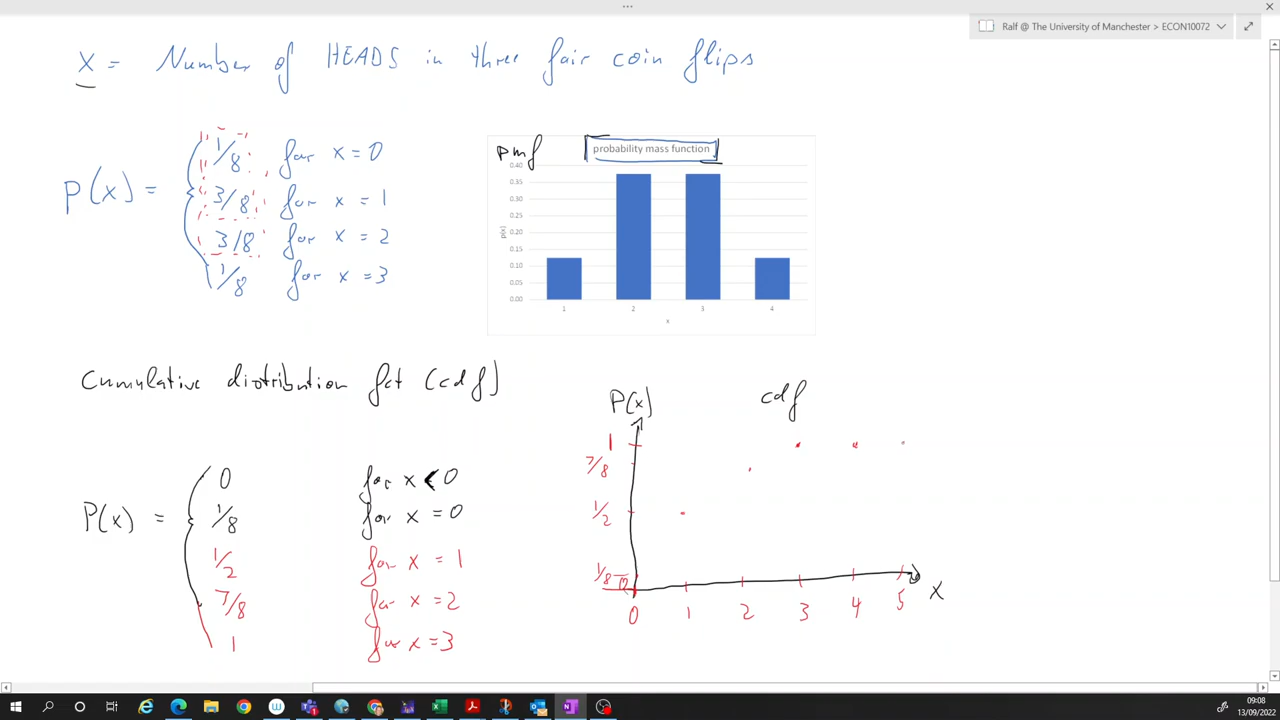 Ralf @ The University of Manchester > ECON10072
X = Number of HEADS in three fair coin flips
p(x) =
1/8 for x = 0
3/8 for x = 1
3/8 for x = 2
1/8 for x = 3
pmf
probability mass function
0.40
0.35
0.30
0.25
0.20
0.15
0.10
0.05
0.00
p(x)
1 2 3 4
x
Cumulative distribution fct (cdf)
P(x) =
0 for x < 0
1/8 for x = 0
1/2 for x = 1
7/8 for x = 2
1 for x = 3
P(x)
cdf
1
7/8
1/2
1/8
0
0 1 2 3 4 5
X
09:08
13/09/2022